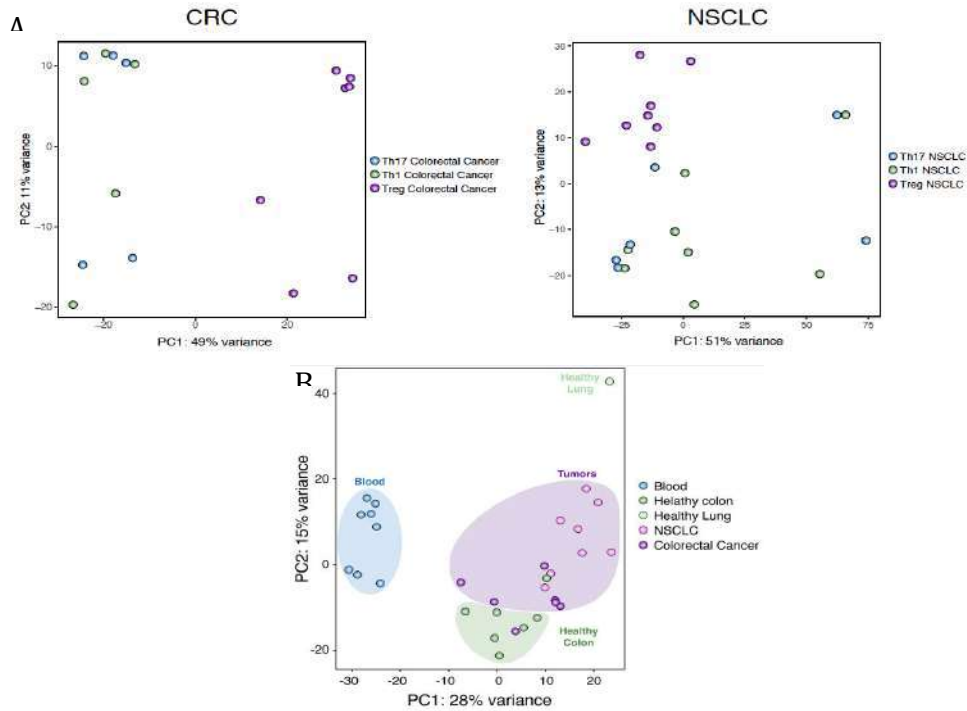 A
CRC
NSCLC
10
0
−10
−20
−20
0
20
PC2: 11% variance
PC1: 49% variance
Th17 Colorectal Cancer
Th1 Colorectal Cancer
Treg Colorectal Cancer
30
20
10
0
−10
−20
−25
0
25
50
75
PC2: 13% variance
PC1: 51% variance
Th17 NSCLC
Th1 NSCLC
Treg NSCLC
B
40
20
0
-20
-30
-20
-10
0
10
20
PC2: 15% variance
PC1: 28% variance
Healthy
Lung
Tumors
Blood
Healthy
Colon
Blood
Helathy colon
Healthy Lung
NSCLC
Colorectal Cancer